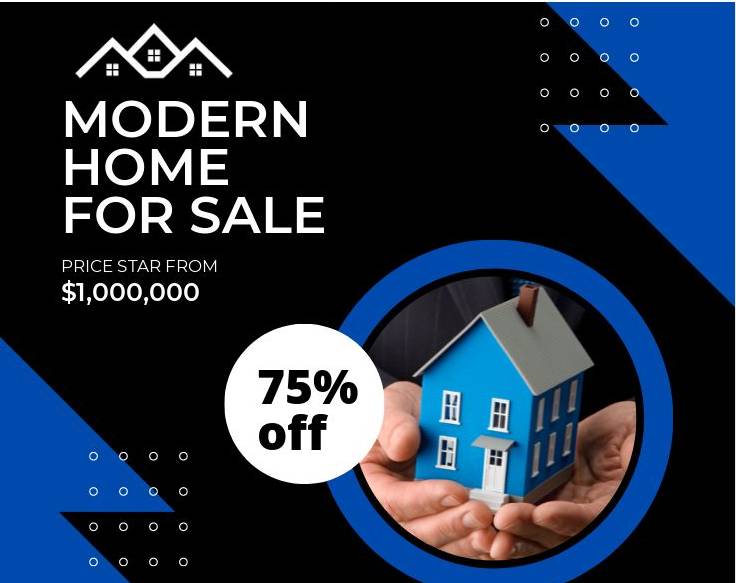 MODERN
HOME
FOR SALE
PRICE STAR FROM
$1,000,000
75%
off